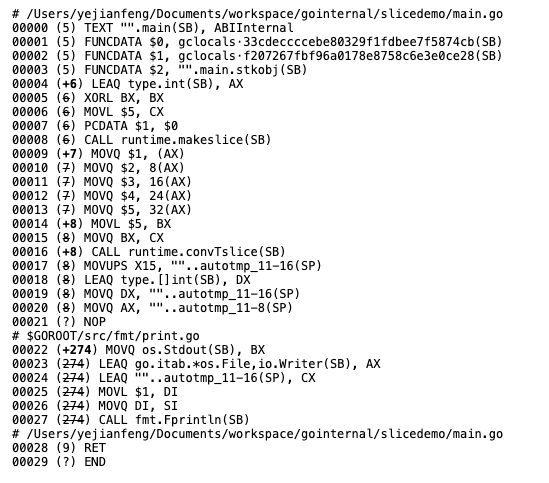 # /Users/yejianfeng/Documents/workspace/gointernal/slicedemo/main.go
00000 (5) TEXT "".main(SB), ABIInternal
00001 (5) FUNCDATA $0, gclocals·33cdeccccebe80329f1fdbee7f5874cb(SB)
00002 (5) FUNCDATA $1, gclocals·f207267fbf96a0178e8758c6e3e0ce28(SB)
00003 (5) FUNCDATA $2, "".main.stkobj(SB)
00004 (+6) LEAQ type.int(SB), AX
00005 (6) XORL BX, BX
00006 (6) MOVL $5, CX
00007 (6) PCDATA $1, $0
00008 (6) CALL runtime.makeslice(SB)
00009 (+7) MOVQ $1, (AX)
00010 (7) MOVQ $2, 8(AX)
00011 (7) MOVQ $3, 16(AX)
00012 (7) MOVQ $4, 24(AX)
00013 (7) MOVQ $5, 32(AX)
00014 (+8) MOVL $5, BX
00015 (8) MOVQ BX, CX
00016 (+8) CALL runtime.convTslice(SB)
00017 (8) MOVUPS X15, ""..autotmp_11-16(SP)
00018 (8) LEAQ type.[]int(SB), DX
00019 (8) MOVQ DX, ""..autotmp_11-16(SP)
00020 (8) MOVQ AX, ""..autotmp_11-8(SP)
00021 (?) NOP
# $GOROOT/src/fmt/print.go
00022 (+274) MOVQ os.Stdout(SB), BX
00023 (274) LEAQ go.itab.*os.File,io.Writer(SB), AX
00024 (274) LEAQ ""..autotmp_11-16(SP), CX
00025 (274) MOVL $1, DI
00026 (274) MOVQ DI, SI
00027 (274) CALL fmt.Fprintln(SB)
# /Users/yejianfeng/Documents/workspace/gointernal/slicedemo/main.go
00028 (9) RET
00029 (?) END